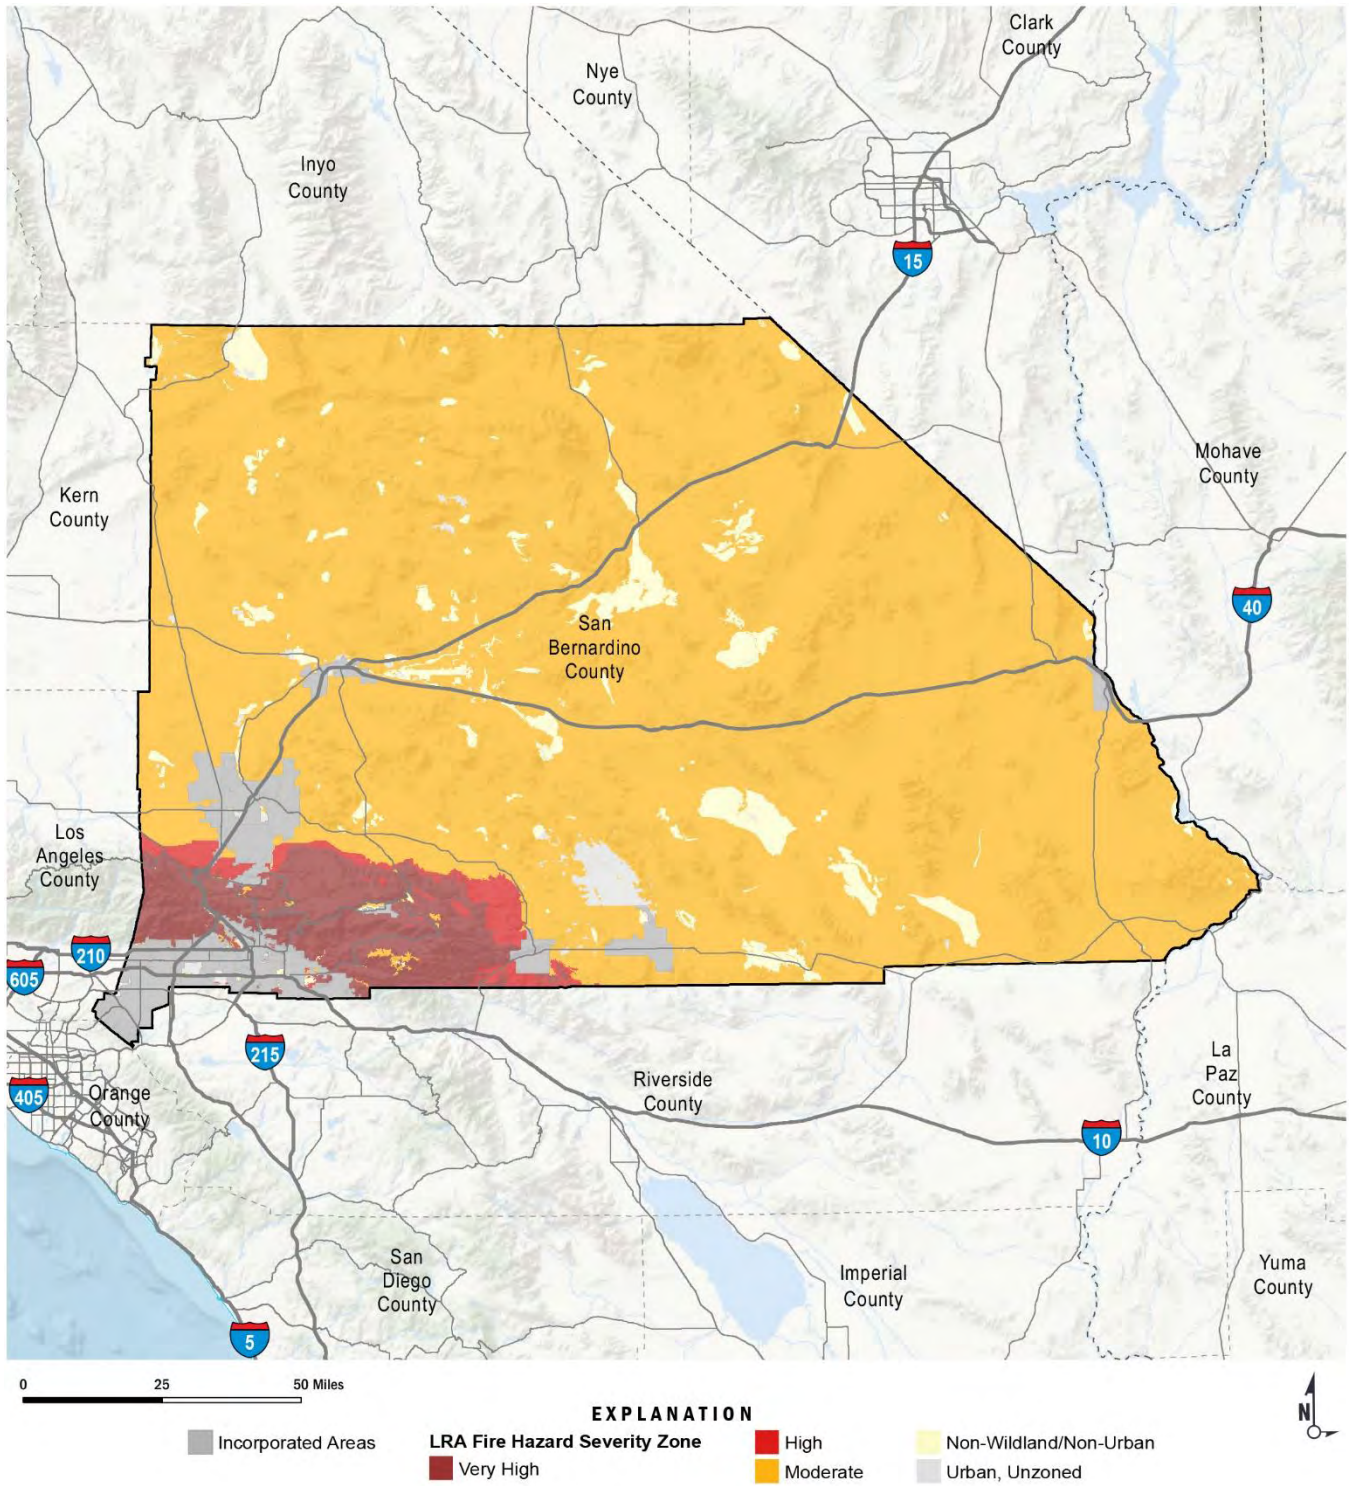 Clark
County
Nye
County
Inyo
County
15
Mohave
County
Kern
County
40
San
Bernardino
County
Los
Angeles
County
210
605
215
La
Paz
County
Riverside
County
405
Orange
County
10
San
Diego
County
Imperial
County
Yuma
County
5
0 25 50 Miles
EXPLANATION
N
Incorporated Areas
LRA Fire Hazard Severity Zone
Very High
High
Moderate
Non-Wildland/Non-Urban
Urban, Unzoned